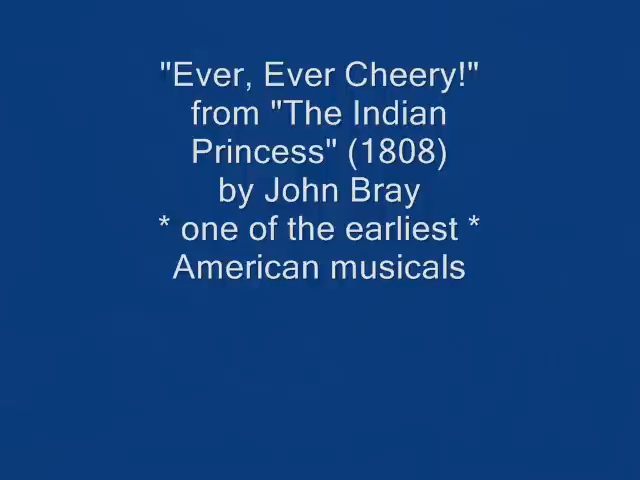 "Ever, Ever Cheery!"
from "The Indian
Princess" (1808)
by John Bray
* one of the earliest *
American musicals